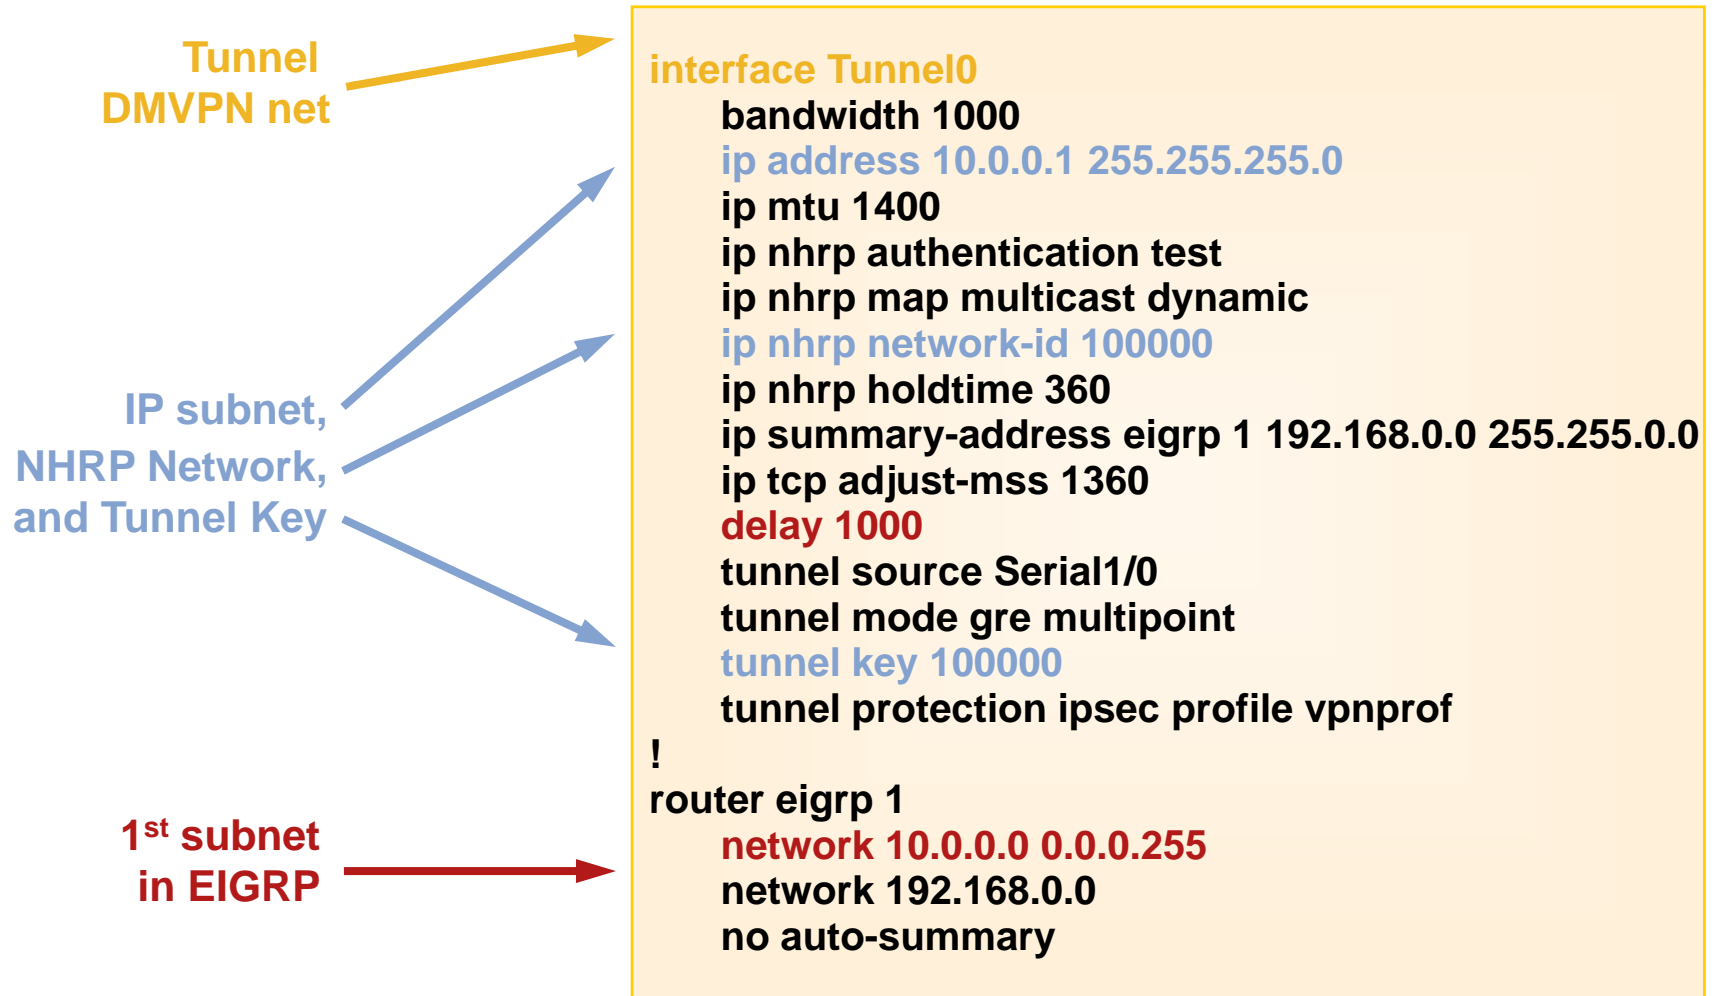 Tunnel
DMVPN net
IP subnet,
NHRP Network,
and Tunnel Key
1st subnet
in EIGRP
interface Tunnel0
bandwidth 1000
ip address 10.0.0.1 255.255.255.0
ip mtu 1400
ip nhrp authentication test
ip nhrp map multicast dynamic
ip nhrp network-id 100000
ip nhrp holdtime 360
ip summary-address eigrp 1 192.168.0.0 255.255.0.0
ip tcp adjust-mss 1360
delay 1000
tunnel source Serial1/0
tunnel mode gre multipoint
tunnel key 100000
tunnel protection ipsec profile vpnprof
!
router eigrp 1
network 10.0.0.0 0.0.0.255
network 192.168.0.0
no auto-summary